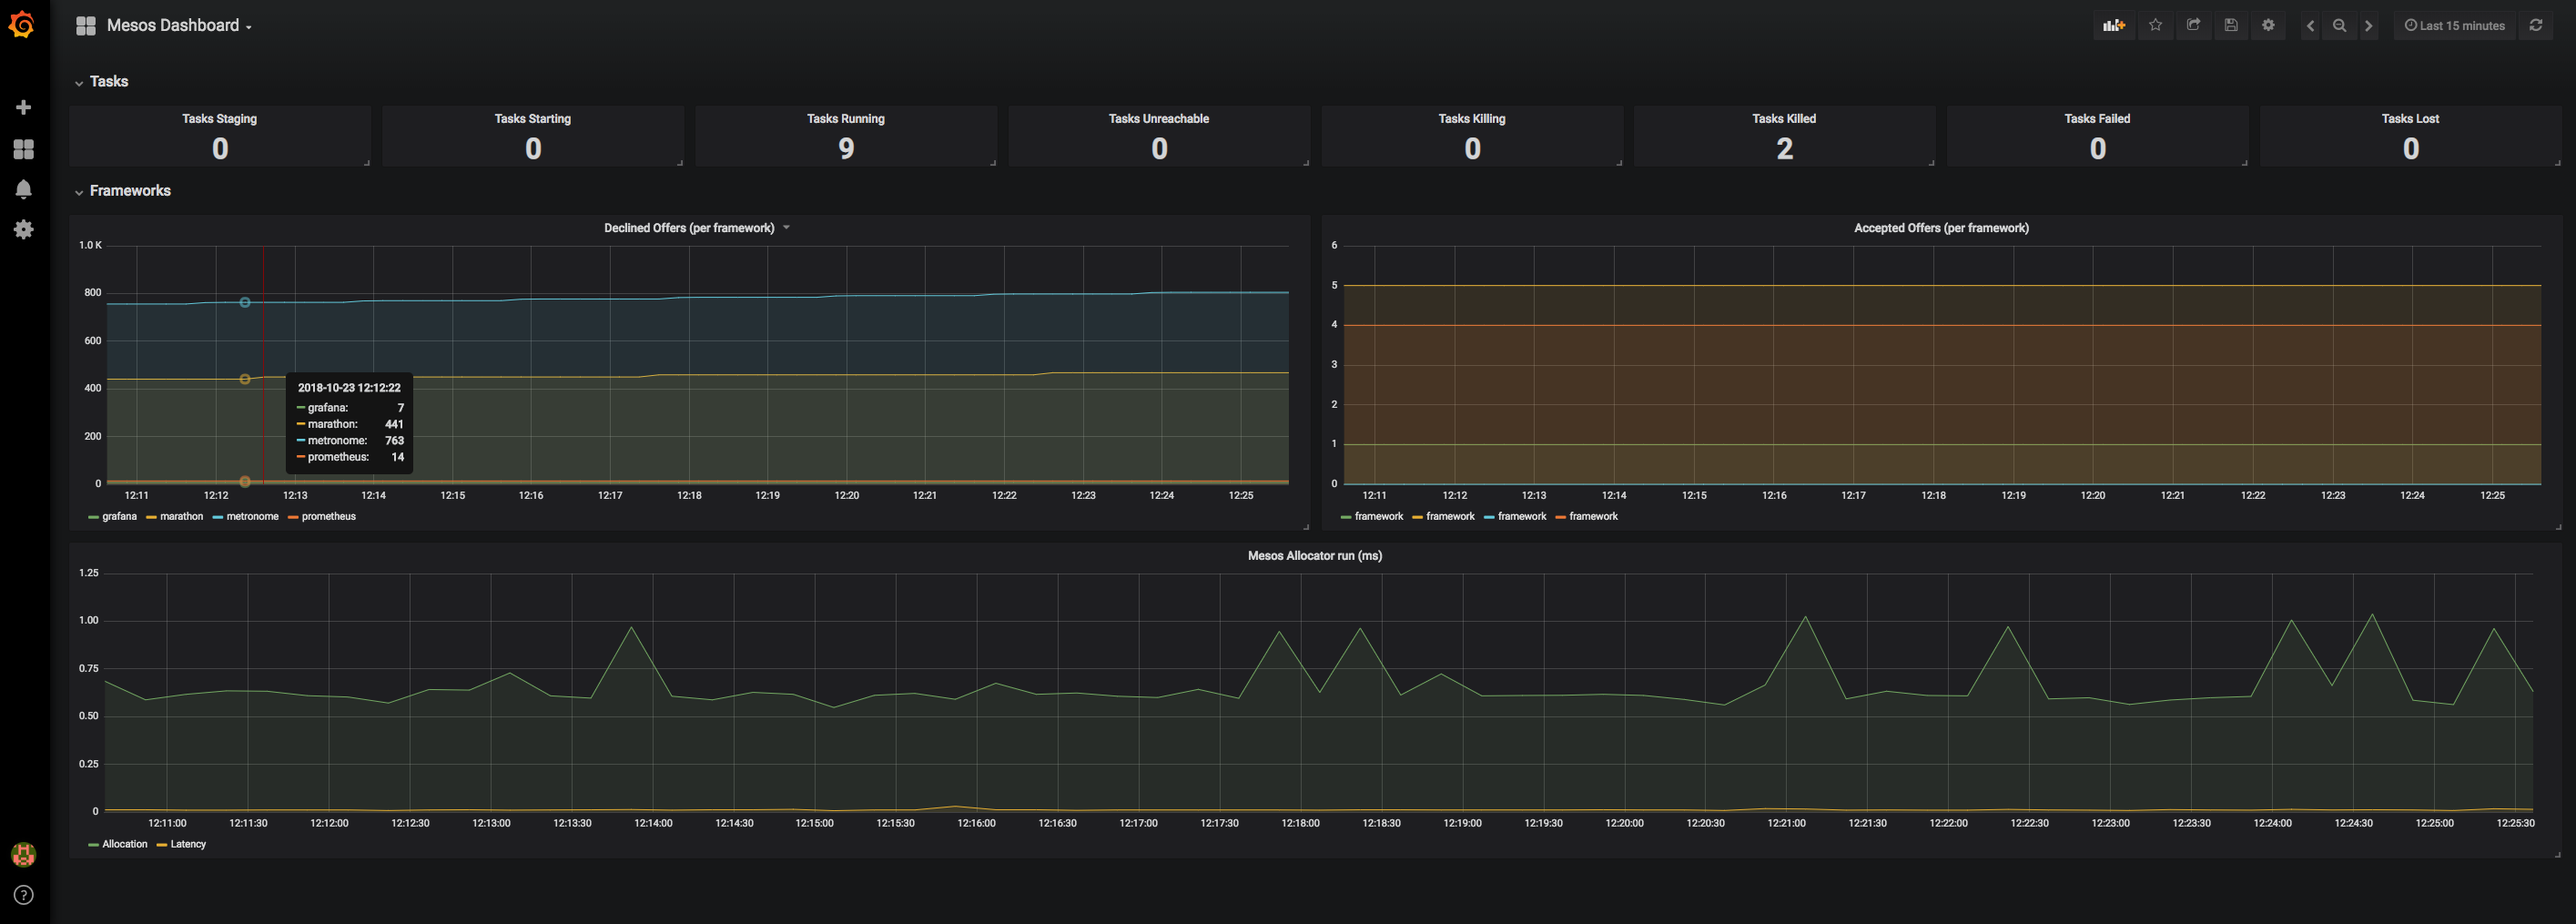 Mesos Dashboard
Last 15 minutes
Tasks
Tasks Staging
0
Tasks Starting
0
Tasks Running
9
Tasks Unreachable
0
Tasks Killing
0
Tasks Killed
2
Tasks Failed
0
Tasks Lost
0
Frameworks
Declined Offers (per framework)
1.0 K
800
600
400
200
0
2018-10-23 12:12:22
grafana: 7
marathon: 441
metronome: 763
prometheus: 14
12:11 12:12 12:13 12:14 12:15 12:16 12:17 12:18 12:19 12:20 12:21 12:22 12:23 12:24 12:25
grafana marathon metronome prometheus
Accepted Offers (per framework)
6
5
4
3
2
1
0
12:11 12:12 12:13 12:14 12:15 12:16 12:17 12:18 12:19 12:20 12:21 12:22 12:23 12:24 12:25
framework framework framework framework
Mesos Allocator run (ms)
1.25
1.00
0.75
0.50
0.25
0
12:11:00 12:11:30 12:12:00 12:12:30 12:13:00 12:13:30 12:14:00 12:14:30 12:15:00 12:15:30 12:16:00 12:16:30 12:17:00 12:17:30 12:18:00 12:18:30 12:19:00 12:19:30 12:20:00 12:20:30 12:21:00 12:21:30 12:22:00 12:22:30 12:23:00 12:23:30 12:24:00 12:24:30 12:25:00 12:25:30
Allocation Latency
?